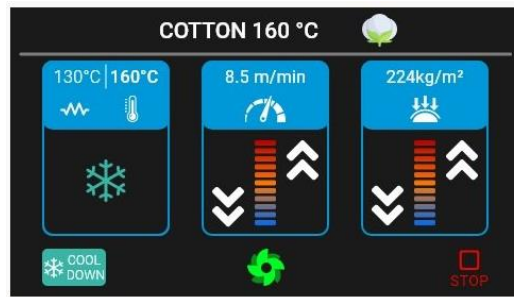 COTTON 160 °C
130°C 160°C
8.5 m/min
224kg/m²
COOL
DOWN
STOP